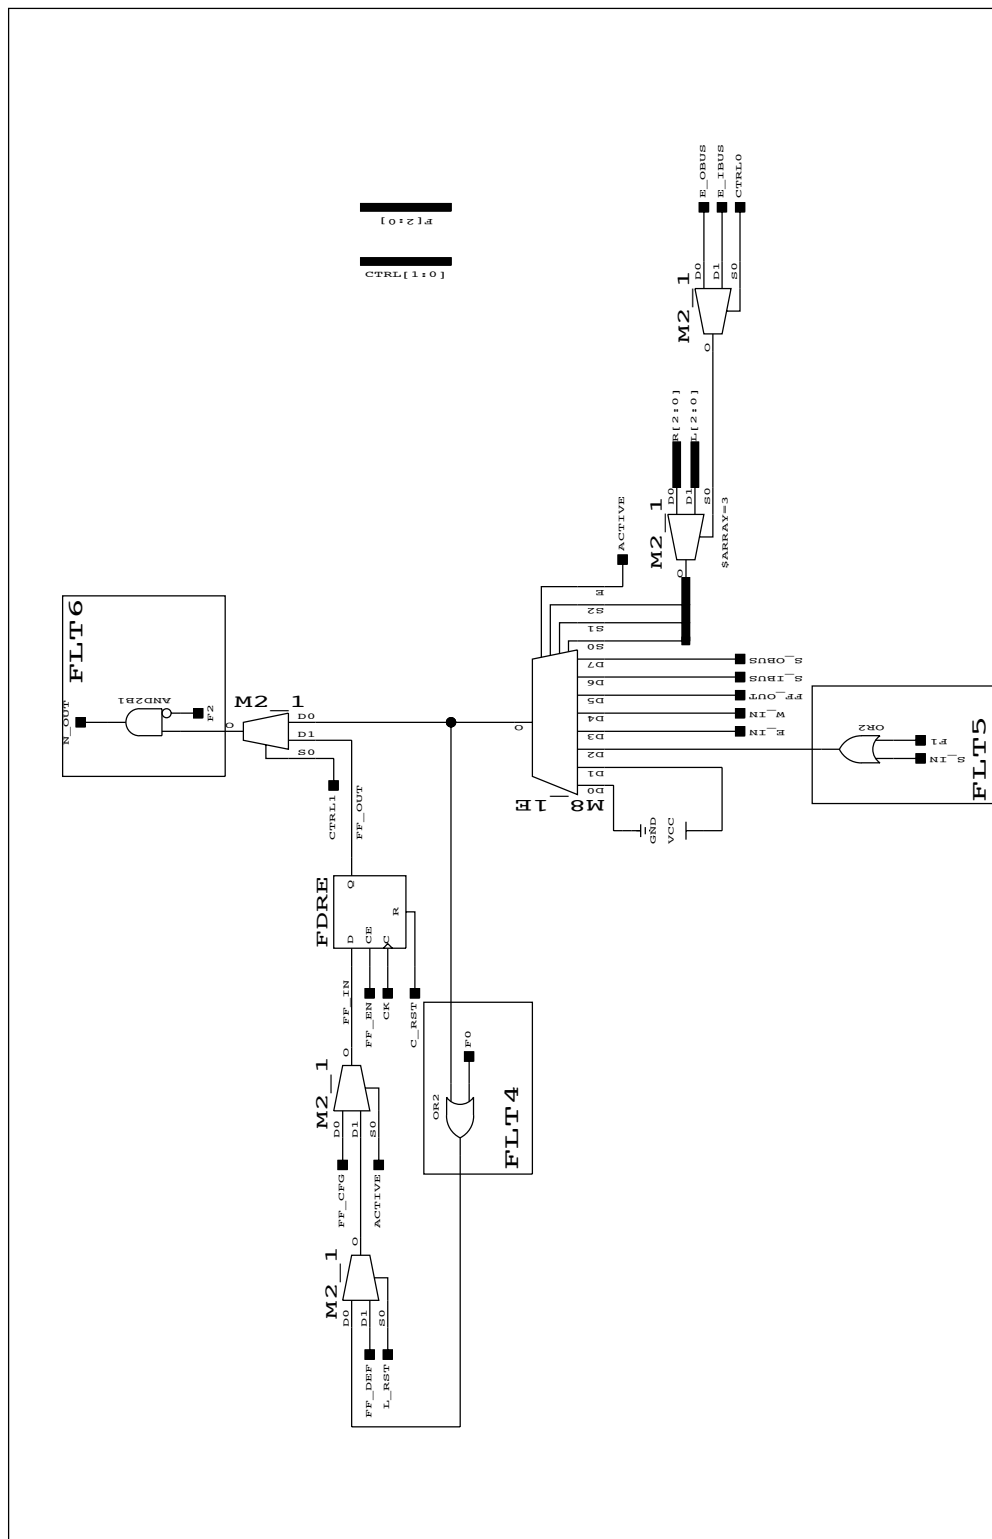 E_OBUS
E_IBUS
CTRL0
F[2:0]
CTRL[1:0]
D0
D1
S0
M2_1
O
R[2:0]
L[2:0]
D0
D1
S0
M2_1
$ARRAY=3
O
ACTIVE
E
S2
S1
S0
FLT6
N_OUT
AND2B1
F2
O
M2_1
D0
D1
S0
CTRL1
FF_OUT
O
M8_1E
D7
D6
D5
D4
D3
D2
D1
D0
S_OBUS
S_IBUS
FF_OUT
W_IN
E_IN
GND
VCC
OR2
F1
S_IN
FLT5
FDRE
Q
R
D
CE
C
FF_IN
FF_EN
CK
C_RST
F0
OR2
FLT4
O
M2_1
D0
D1
S0
FF_CFG
ACTIVE
O
M2_1
D0
D1
S0
FF_DEF
L_RST